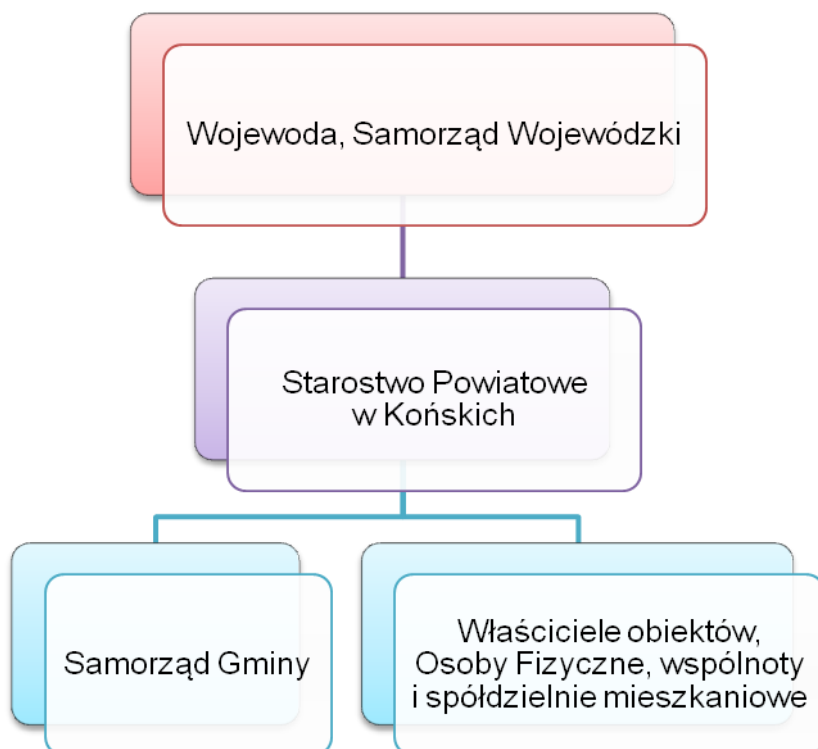 Wojewoda, Samorząd Wojewódzki
Starostwo Powiatowe
w Końskich
Samorząd Gminy
Właściciele obiektów,
Osoby Fizyczne, wspólnoty
i spółdzielnie mieszkaniowe